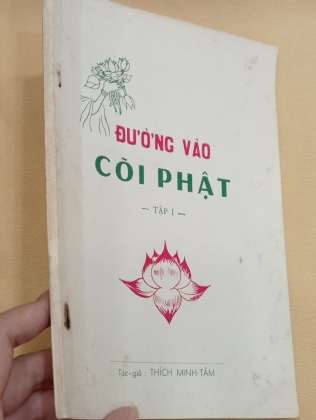 ĐƯỜNG VÀO
CÕI PHẬT
— TẬP I —
Tác-giả : THÍCH MINH-TÂM